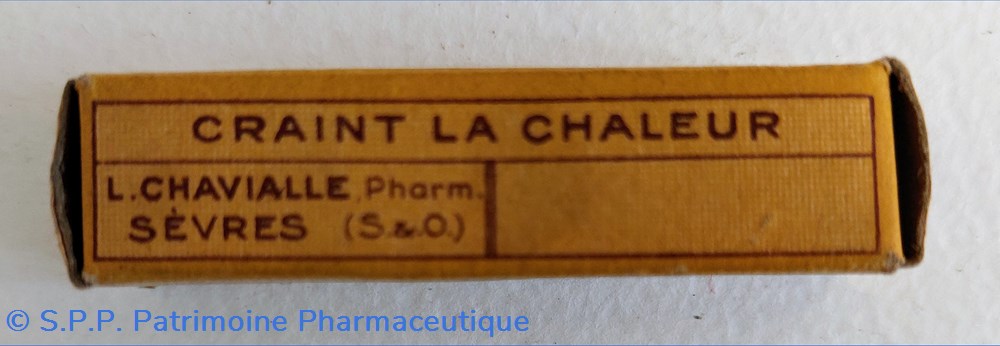 CRAINT LA CHALEUR
L. CHAVIALLE, Pharm.
SÈVRES (S.&.O.)
© S.P.P. Patrimoine Pharmaceutique